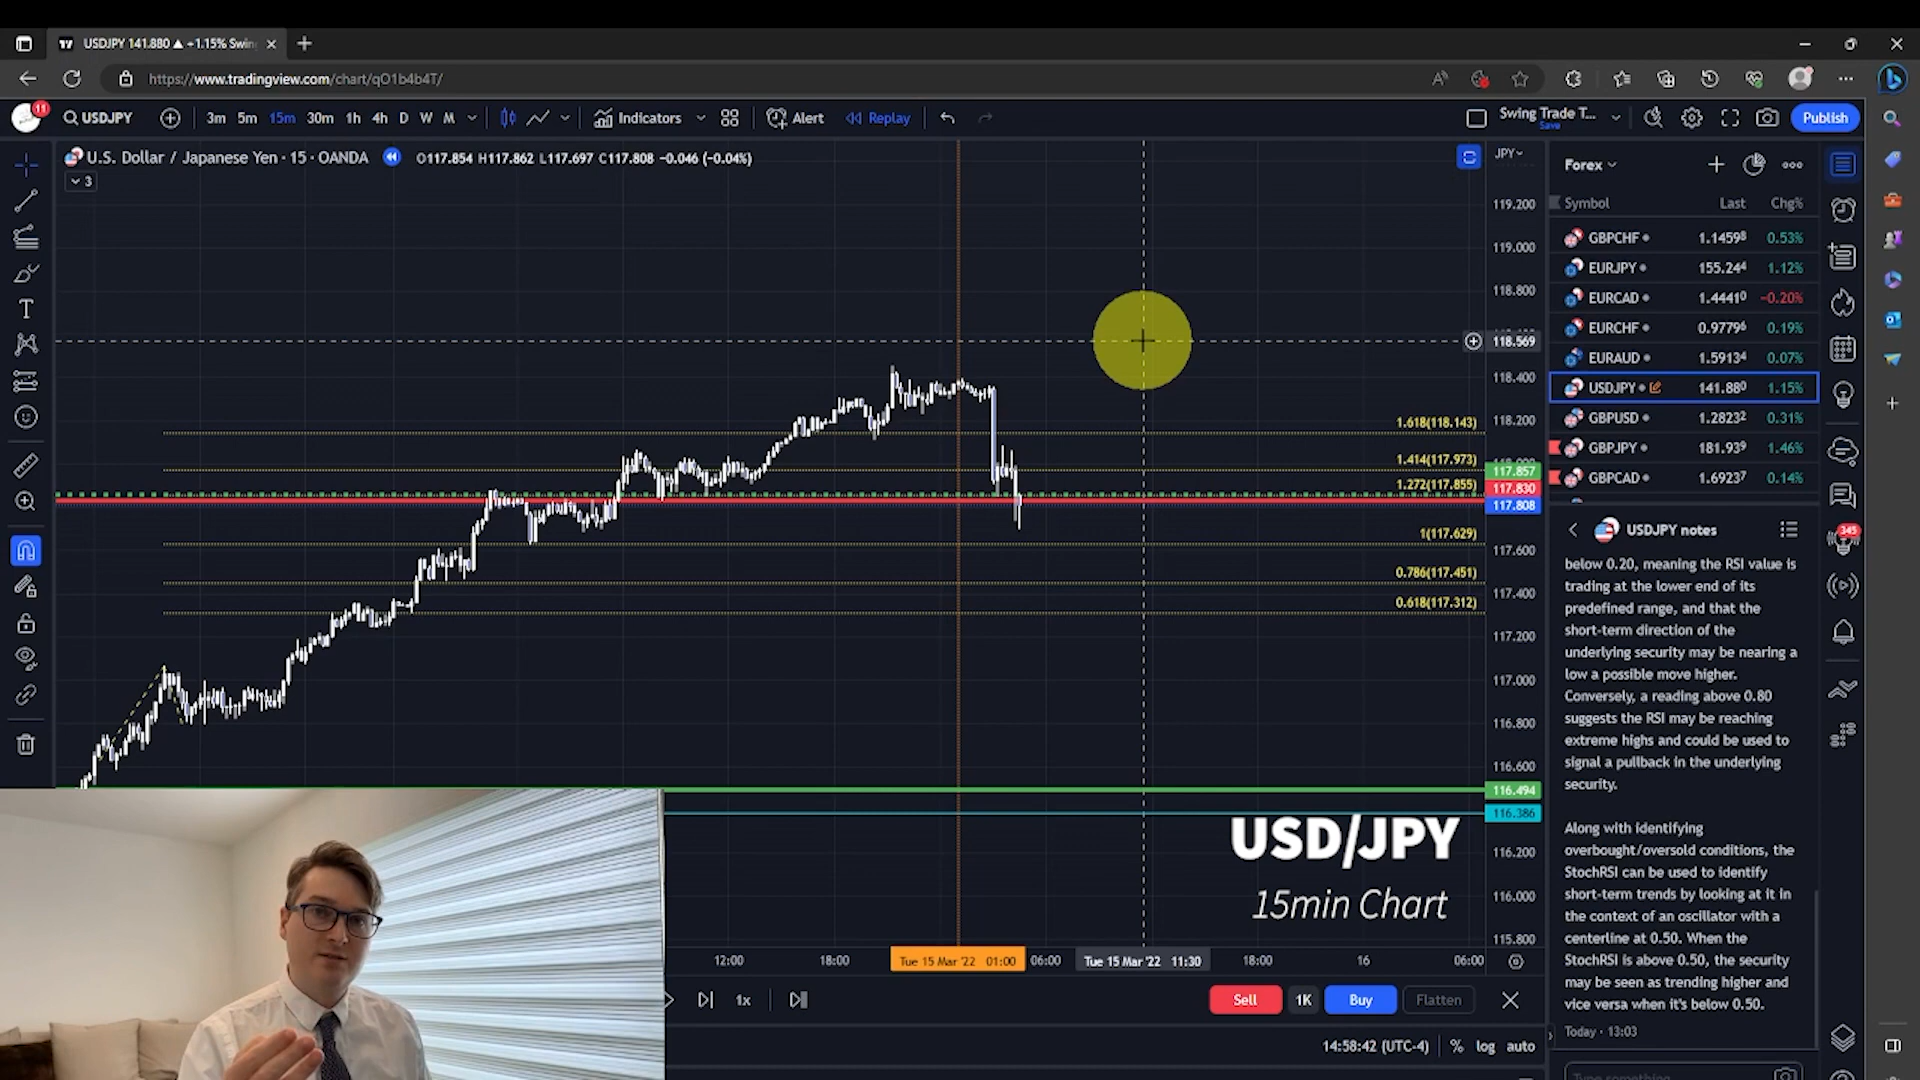 USDJPY 141.880 ▲ +1.15% Swin
https://www.tradingview.com/chart/qO1b4b4T/
11
USDJPY
3m 5m 15m 30m 1h 4h D W M
Indicators
Alert
Replay
Swing Trade T...
Save
Publish
U.S. Dollar / Japanese Yen · 15 · OANDA
O117.854 H117.862 L117.697 C117.808 -0.046 (-0.04%)
3
JPY
119.200
119.000
118.800
118.569
118.400
118.200
117.857
117.830
117.808
117.600
117.400
117.200
117.000
116.800
116.600
116.494
116.386
116.200
116.000
115.800
1.618(118.143)
1.414(117.973)
1.272(117.855)
1(117.629)
0.786(117.451)
0.618(117.312)
USD/JPY
15min Chart
12:00
18:00
Tue 15 Mar '22 01:00
06:00
Tue 15 Mar '22 11:30
18:00
16
06:00
1x
Sell
1K
Buy
Flatten
14:58:42 (UTC-4)
%
log
auto
Forex
Symbol Last Chg%
GBPCHF 1.14598 0.53%
EURJPY 155.244 1.12%
EURCAD 1.44410 -0.20%
EURCHF 0.97796 0.19%
EURAUD 1.59134 0.07%
USDJPY 141.880 1.15%
GBPUSD 1.28232 0.31%
GBPJPY 181.939 1.46%
GBPCAD 1.69237 0.14%
USDJPY notes
345
below 0.20, meaning the RSI value is
trading at the lower end of its
predefined range, and that the
short-term direction of the
underlying security may be nearing a
low a possible move higher.
Conversely, a reading above 0.80
suggests the RSI may be reaching
extreme highs and could be used to
signal a pullback in the underlying
security.
Along with identifying
overbought/oversold conditions, the
StochRSI can be used to identify
short-term trends by looking at it in
the context of an oscillator with a
centerline at 0.50. When the
StochRSI is above 0.50, the security
may be seen as trending higher and
vice versa when it's below 0.50.
Today · 13:03